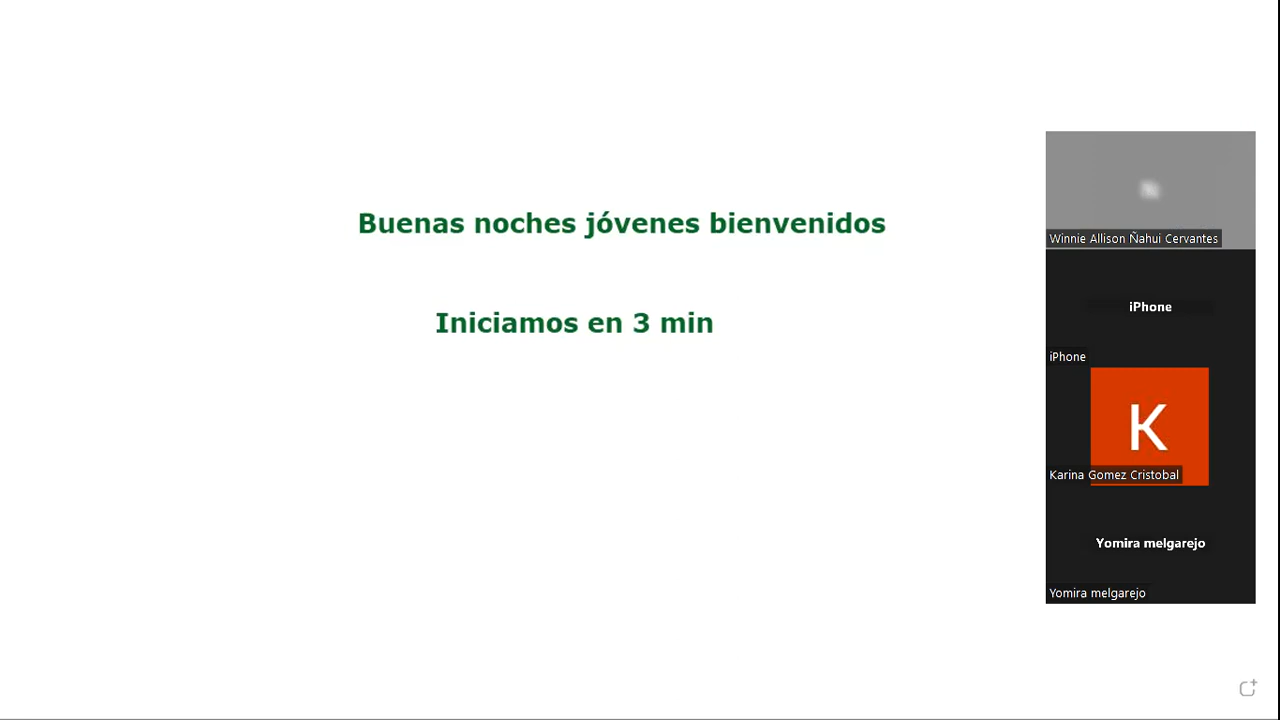 Buenas noches jóvenes bienvenidos
Iniciamos en 3 min
Winnie Allison Ñahui Cervantes
iPhone
iPhone
K
Karina Gomez Cristobal
Yomira melgarejo
Yomira melgarejo